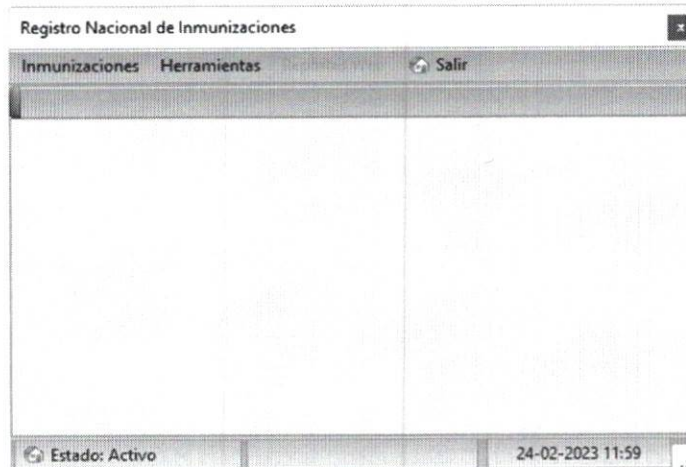 Registro Nacional de Inmunizaciones
Inmunizaciones Herramientas Salir
Estado: Activo 24-02-2023 11:59